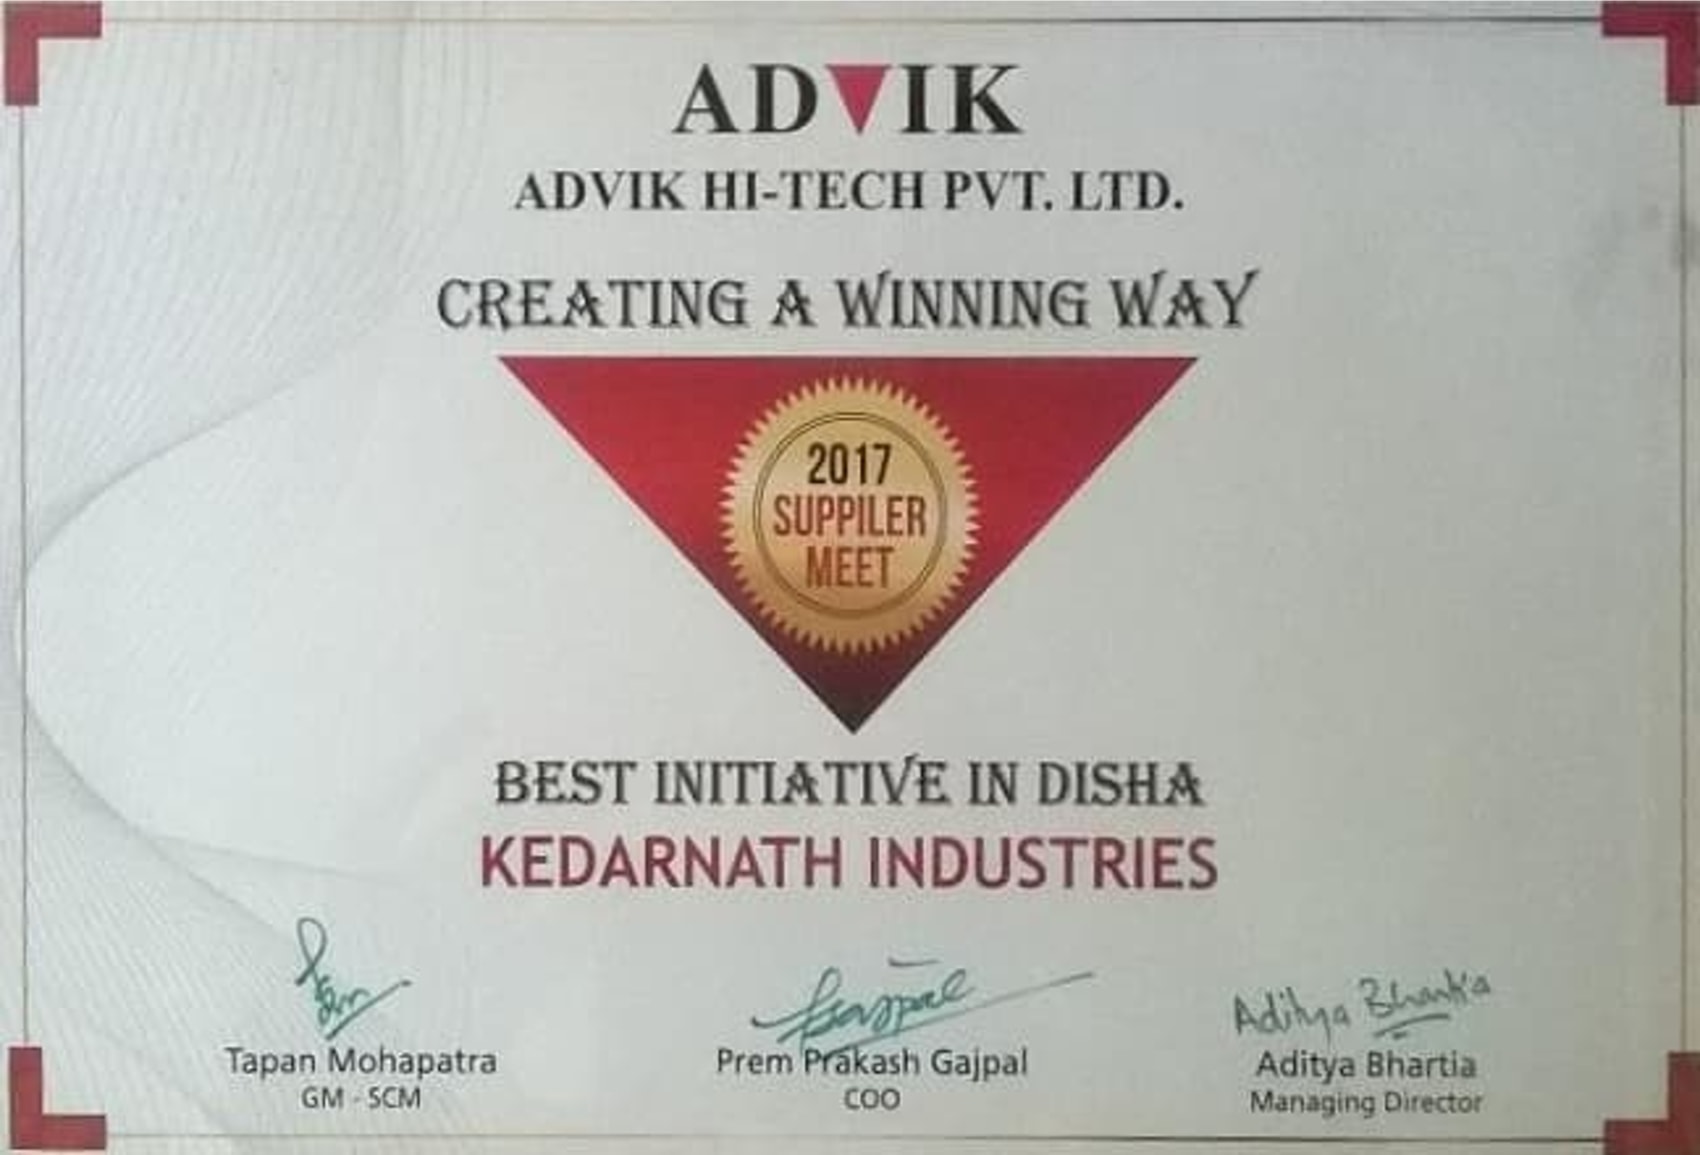 ADVIK
ADVIK HI-TECH PVT. LTD.
CREATING A WINNING WAY
2017
SUPPILER
MEET
BEST INITIATIVE IN DISHA
KEDARNATH INDUSTRIES
Aditya Bhartia
Tapan Mohapatra Prem Prakash Gajpal Aditya Bhartia
GM - SCM COO Managing Director